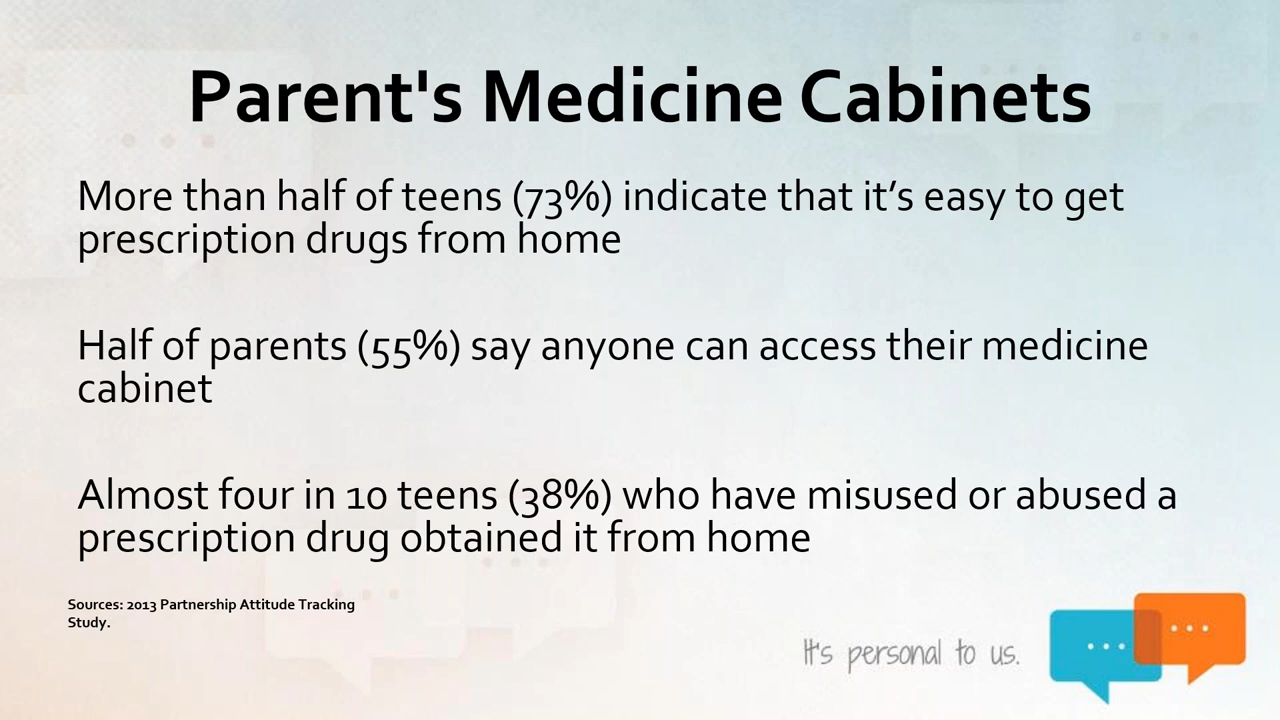 Parent's Medicine Cabinets
More than half of teens (73%) indicate that it’s easy to get
prescription drugs from home
Half of parents (55%) say anyone can access their medicine
cabinet
Almost four in 10 teens (38%) who have misused or abused a
prescription drug obtained it from home
Sources: 2013 Partnership Attitude Tracking
Study.
It's personal to us.